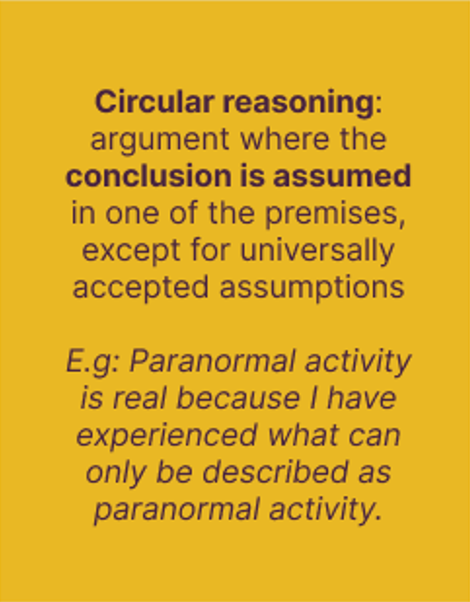 Circular reasoning:
argument where the
conclusion is assumed
in one of the premises,
except for universally
accepted assumptions
E.g: Paranormal activity
is real because I have
experienced what can
only be described as
paranormal activity.